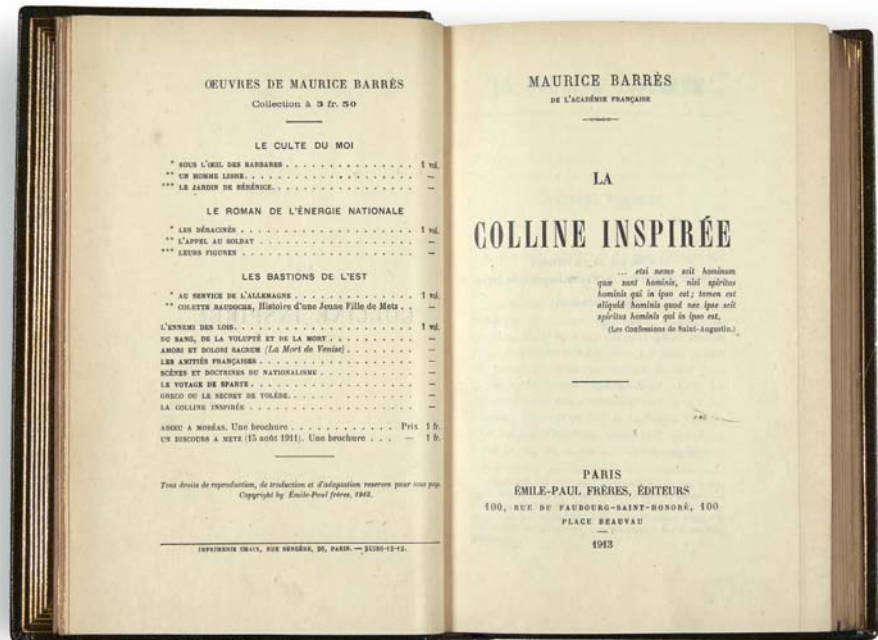 ŒUVRES DE MAURICE BARRÈS
Collection à 3 fr. 50
LE CULTE DU MOI
* SOUS L'ŒIL DES BARBARES . . . . . . . . . . . . . . . . 1 vol.
** UN HOMME LIBRE. . . . . . . . . . . . . . . . . . . . —
*** LE JARDIN DE BÉRÉNICE. . . . . . . . . . . . . . . . . —
LE ROMAN DE L'ÉNERGIE NATIONALE
* LES DÉRACINÉS . . . . . . . . . . . . . . . . . . . . 1 vol.
** L'APPEL AU SOLDAT . . . . . . . . . . . . . . . . . . —
*** LEURS FIGURES . . . . . . . . . . . . . . . . . . . . —
LES BASTIONS DE L'EST
* AU SERVICE DE L'ALLEMAGNE . . . . . . . . . . . . . . . 1 vol.
** COLETTE BAUDOCHE, Histoire d'une Jeune Fille de Metz . . —
L'ENNEMI DES LOIS. . . . . . . . . . . . . . . . . . . . 1 vol.
DU SANG, DE LA VOLUPTÉ ET DE LA MORT . . . . . . . . . . —
AMORI ET DOLORI SACRUM (La Mort de Venise) . . . . . . . . —
LES AMITIÉS FRANÇAISES . . . . . . . . . . . . . . . . . —
SCÈNES ET DOCTRINES DU NATIONALISME . . . . . . . . . . . —
LE VOYAGE DE SPARTE . . . . . . . . . . . . . . . . . . . —
GRECO OU LE SECRET DE TOLÈDE. . . . . . . . . . . . . . . —
LA COLLINE INSPIRÉE . . . . . . . . . . . . . . . . . . . —
ADIEU A MORÉAS. Une brochure . . . . . . . . . . . . Prix 1 fr.
UN DISCOURS A METZ (15 août 1911). Une brochure . . . — 1 fr.
Tous droits de reproduction, de traduction et d'adaptation reserves pour tous pays
Copyright by Émile-Paul frères, 1913.
IMPRIMERIE CHAIX, RUE BERGÈRE, 20, PARIS. —
MAURICE BARRÈS
DE L'ACADÉMIE FRANÇAISE
LA
COLLINE INSPIRÉE
... etsi nemo scit hominum
quæ sunt hominis, nisi spiritus
hominis qui in ipso est ; tamen est
aliquid hominis quod nec ipse scit
spiritus hominis qui in ipso est.
(Les Confessions de Saint-Augustin.)
PARIS
ÉMILE-PAUL FRÈRES, ÉDITEURS
100, RUE DU FAUBOURG-SAINT-HONORÉ, 100
PLACE BEAUVAU
1913